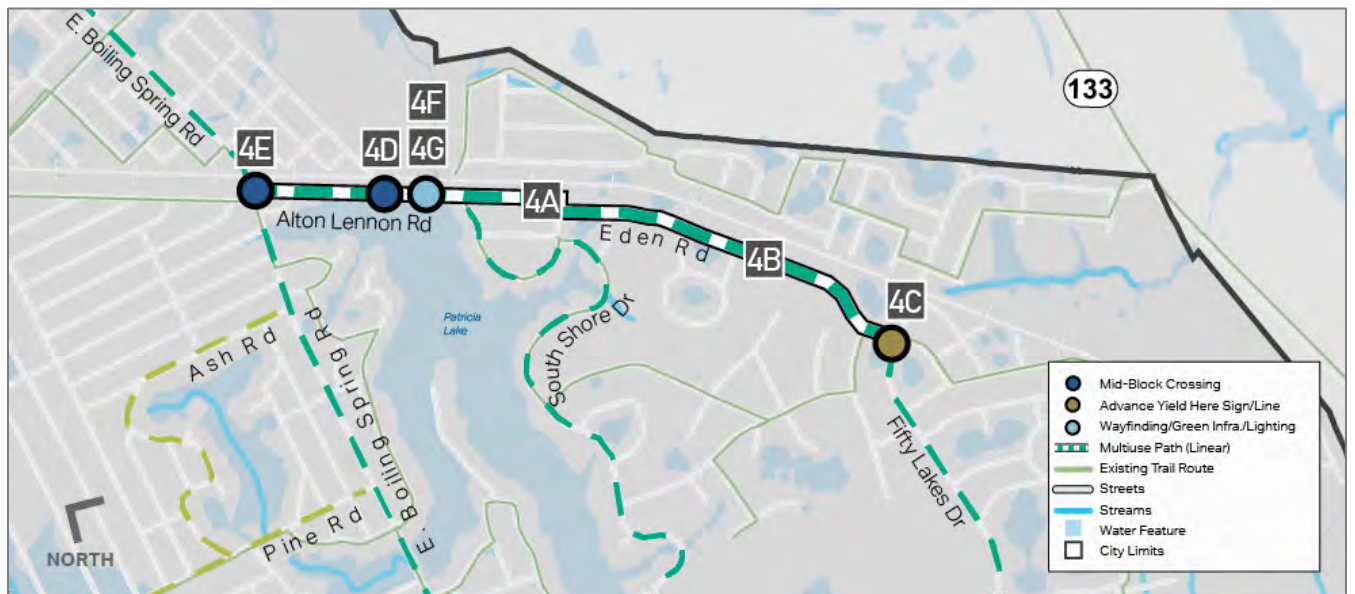 E. Boiling Spring Rd
133
4F
4E
4D
4G
4A
Alton Lennon Rd
Eden Rd
4B
4C
Patricia
Lake
South Shore Dr
Ash Rd
E. Boiling Spring Rd
Fifty Lakes Dr
Pine Rd
NORTH
Mid-Block Crossing
Advance Yield Here Sign/Line
Wayfinding/Green Infra./Lighting
Multiuse Path (Linear)
Existing Trail Route
Streets
Streams
Water Feature
City Limits